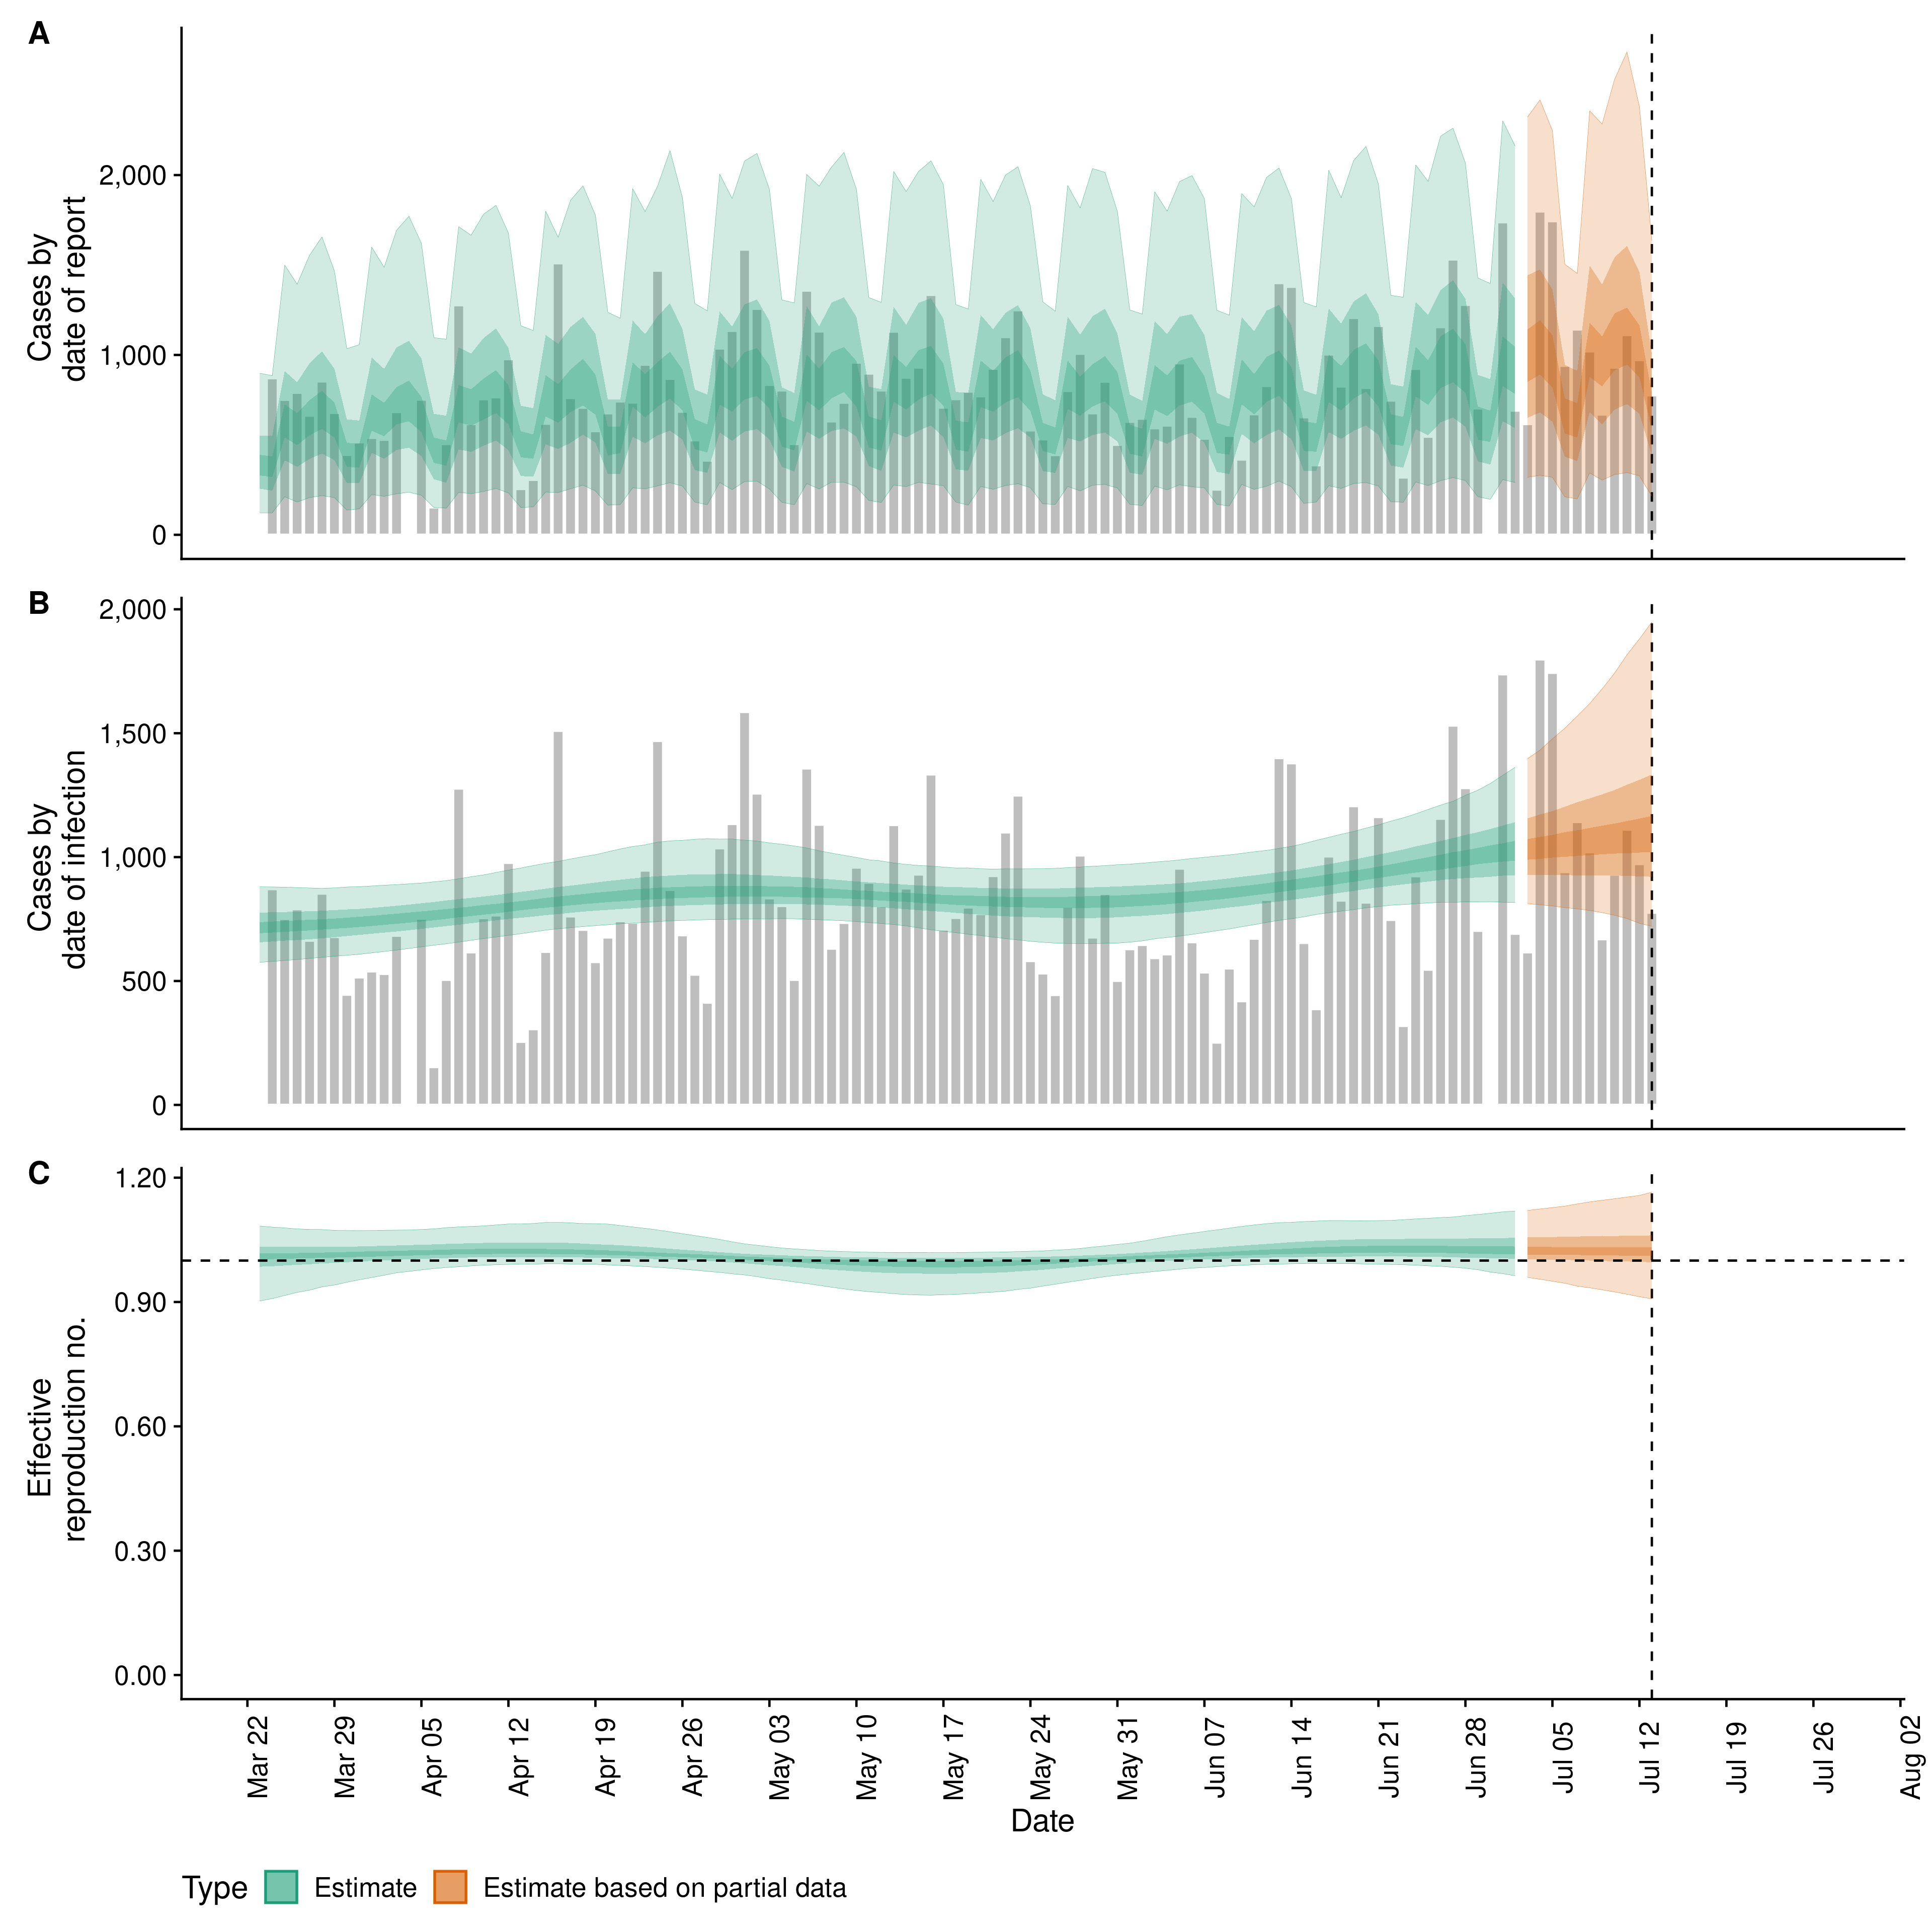 A
Cases by
date of report
2,000
1,000
0
B
Cases by
date of infection
2,000
1,500
1,000
500
0
C
Effective
reproduction no.
1.20
0.90
0.60
0.30
0.00
Mar 22
Mar 29
Apr 05
Apr 12
Apr 19
Apr 26
May 03
May 10
May 17
May 24
May 31
Jun 07
Jun 14
Jun 21
Jun 28
Jul 05
Jul 12
Jul 19
Jul 26
Aug 02
Date
Type Estimate Estimate based on partial data